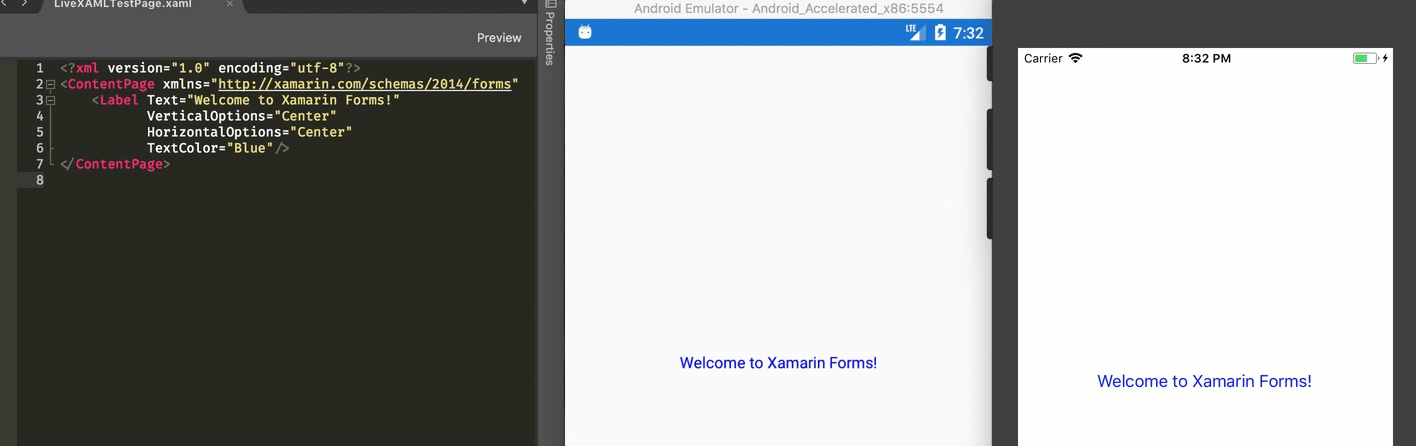 LiveXAMLTestPage.xaml ×
Preview
Properties
1 <?xml version="1.0" encoding="utf-8"?>
2 <ContentPage xmlns="http://xamarin.com/schemas/2014/forms"
3 <Label Text="Welcome to Xamarin Forms!"
4 VerticalOptions="Center"
5 HorizontalOptions="Center"
6 TextColor="Blue"/>
7 </ContentPage>
8
Android Emulator - Android_Accelerated_x86:5554
LTE 7:32
Welcome to Xamarin Forms!
Carrier 8:32 PM
Welcome to Xamarin Forms!